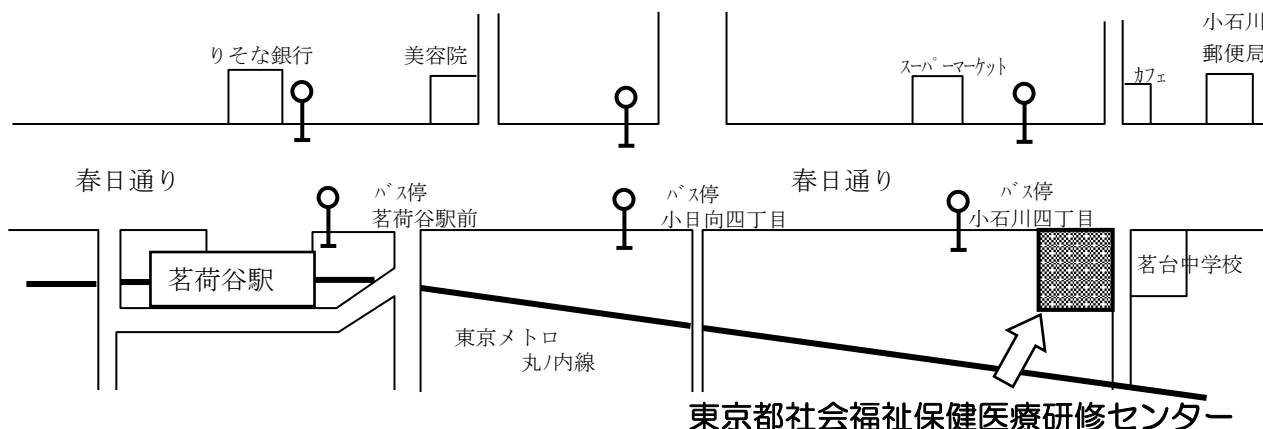 りそな銀行
美容院
スーパーマーケット
カフェ
小石川
郵便局
春日通り
春日通り
バス停
茗荷谷駅前
バス停
小日向四丁目
バス停
小石川四丁目
茗荷谷駅
茗台中学校
東京メトロ
丸ノ内線
東京都社会福祉保健医療研修センター